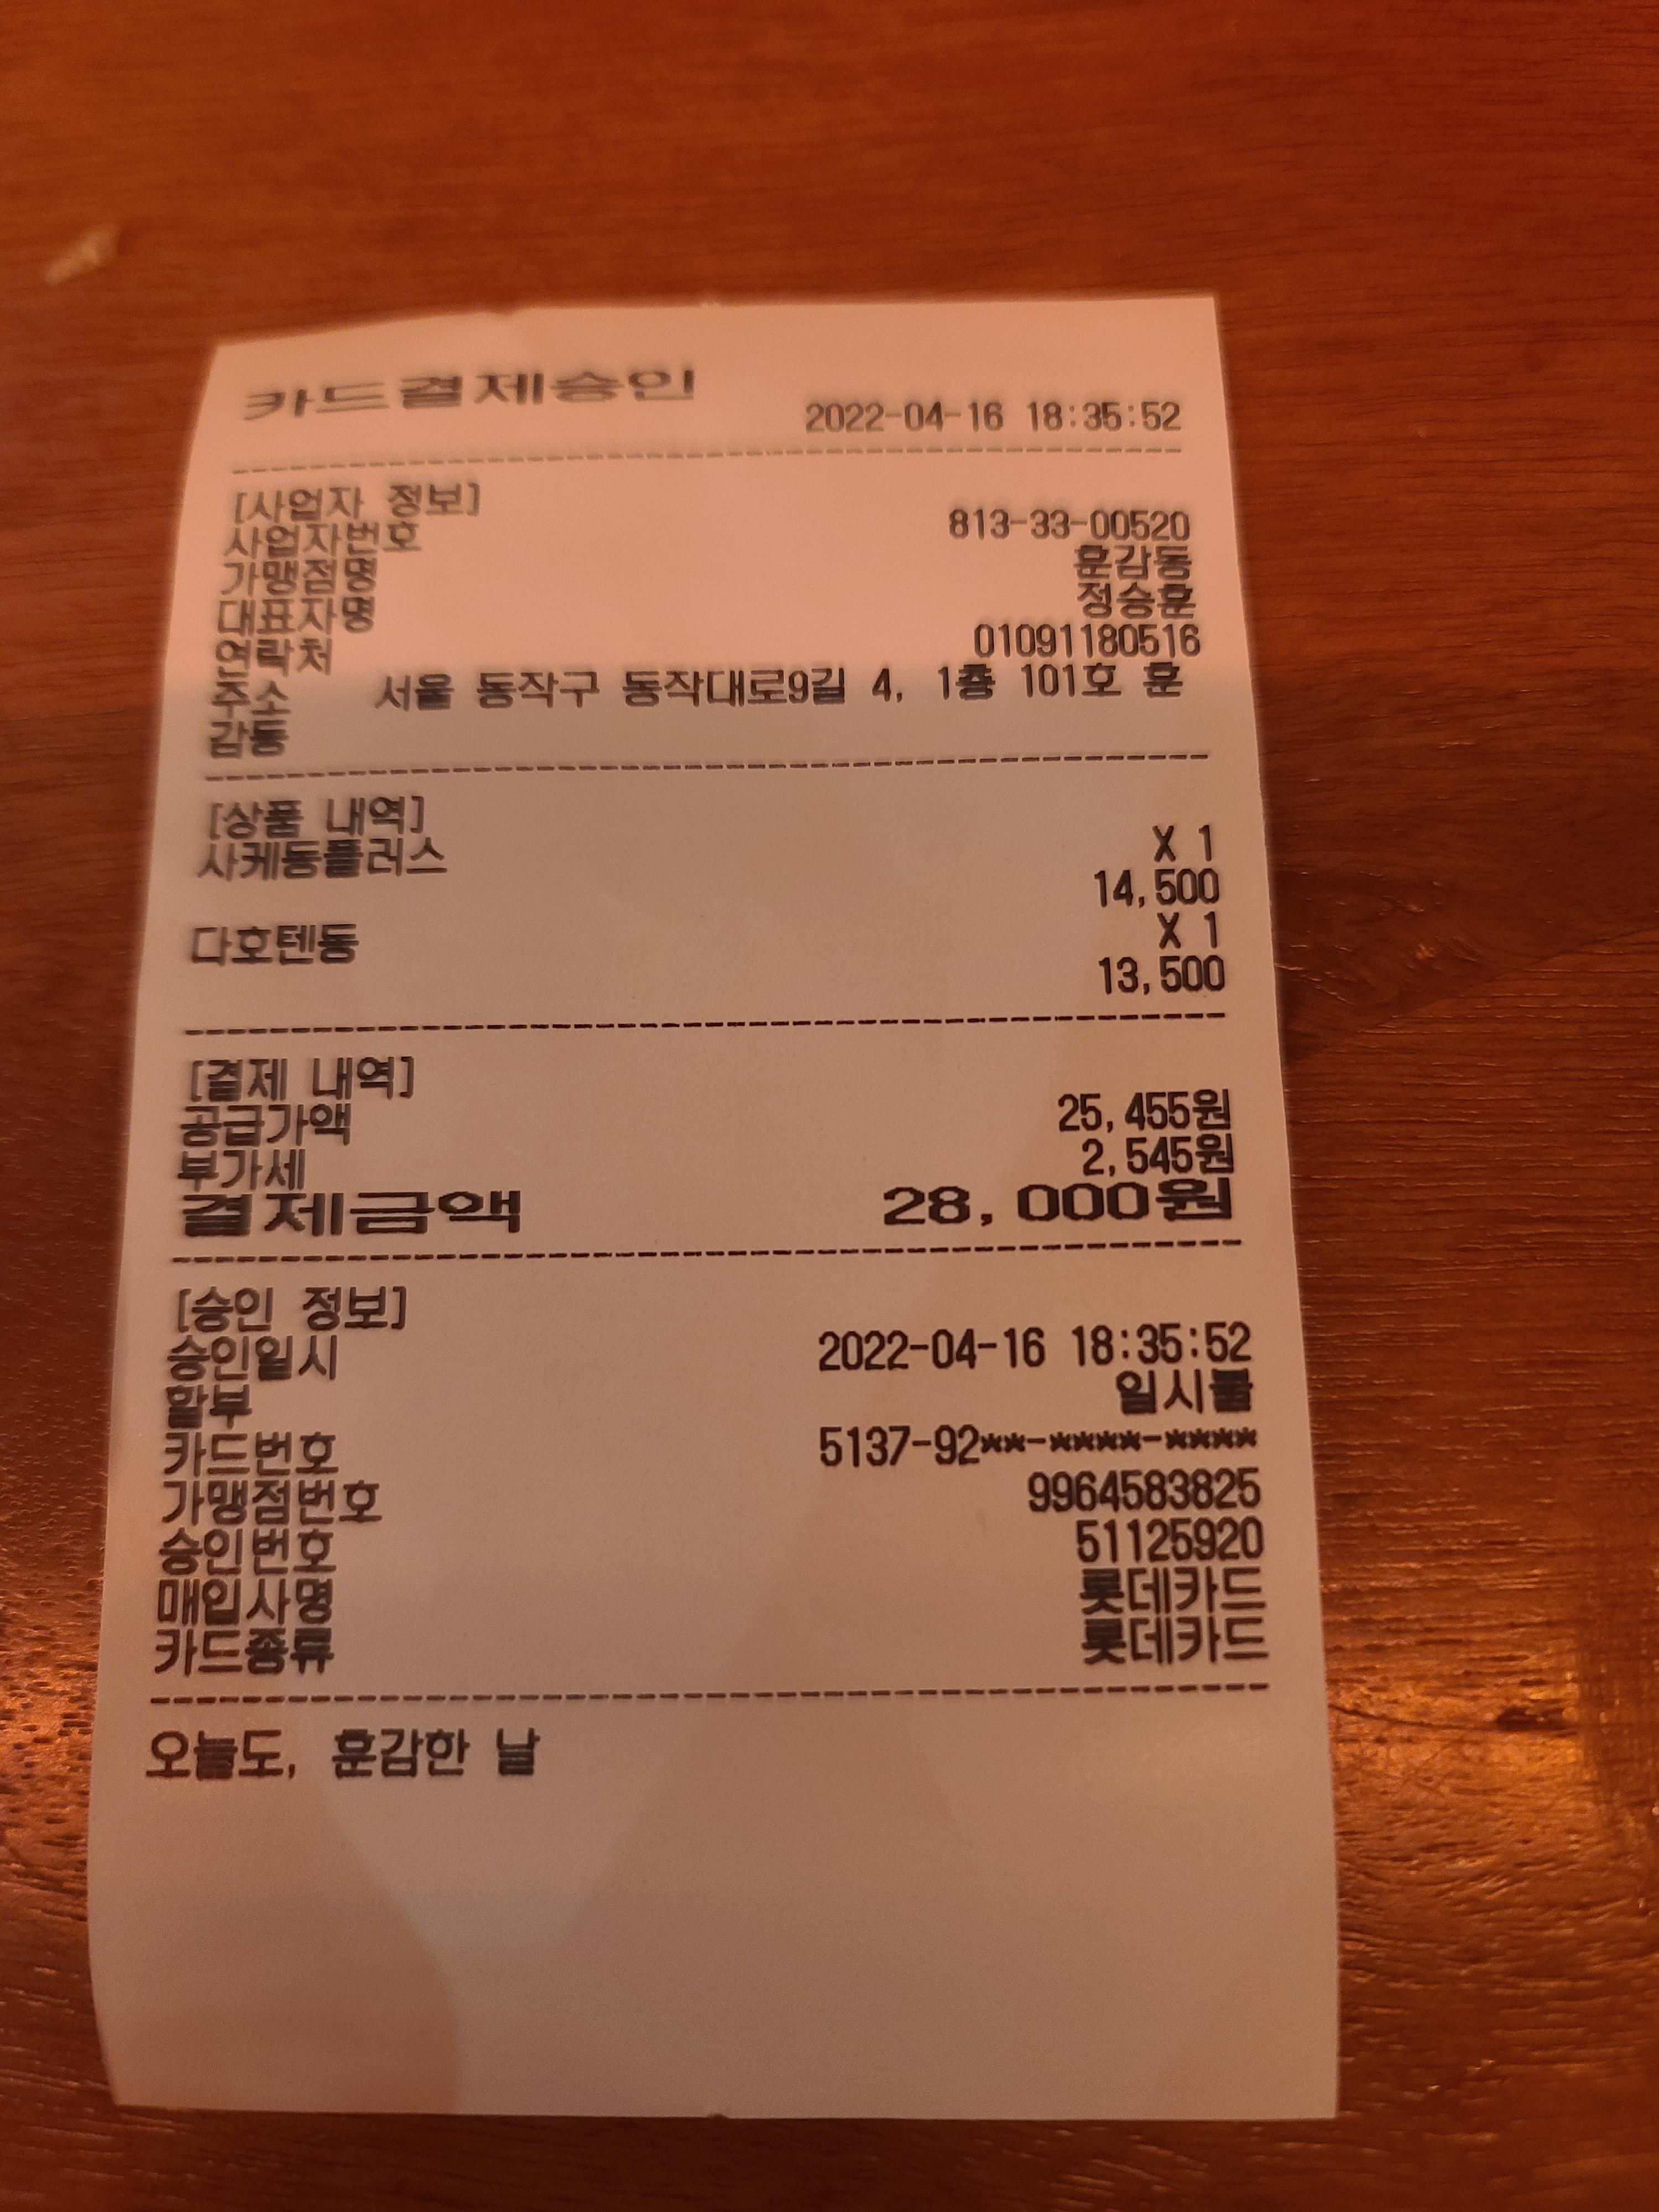 카드결제승인
2022-04-16 18:35:52
[사업자 정보]
사업자번호 813-33-00520
가맹점명 훈감동
대표자명 정승훈
연락처 01091180516
주소 서울 동작구 동작대로9길 4, 1층 101호 훈
감동
[상품 내역]
사케동플러스 X 1
14,500
다호텐동 X 1
13,500
[결제 내역]
공급가액 25,455원
부가세 2,545원
결제금액 28,000원
[승인 정보]
승인일시 2022-04-16 18:35:52
할부 일시불
카드번호 5137-92**-****-****
가맹점번호 9964583825
승인번호 51125920
매입사명 롯데카드
카드종류 롯데카드
오늘도, 훈감한 날